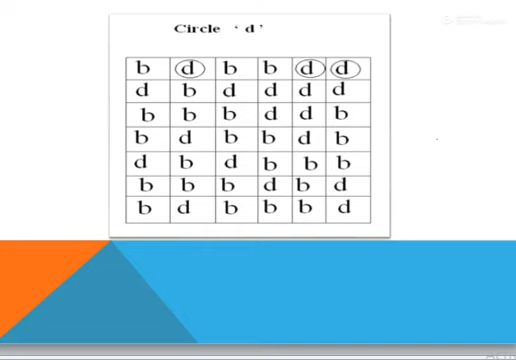 Circle ‘ d ’
b d b b d d
d b d d d d
b b b d d b
b d b b d b
d b d b b b
b b b d b d
b d b b b d